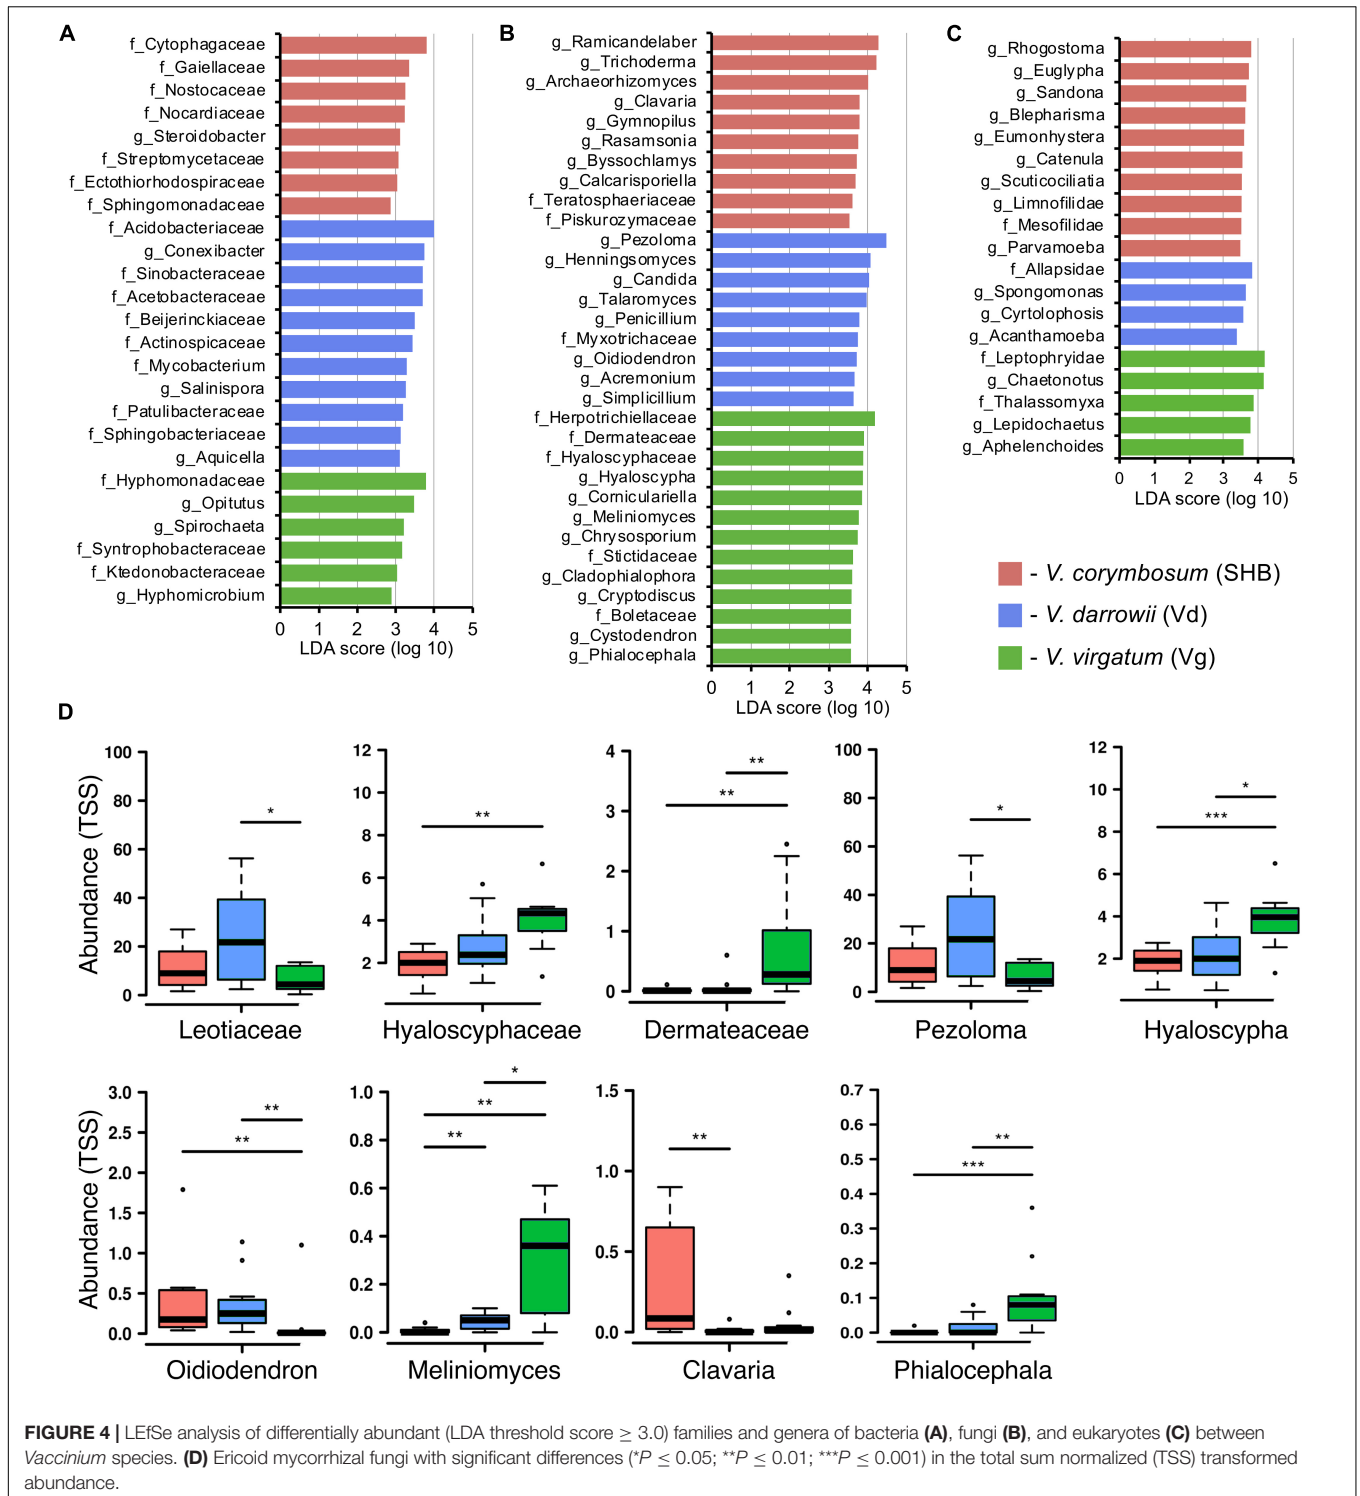 A
f_Cytophagaceae
f_Gaiellaceae
f_Nostocaceae
f_Nocardiaceae
g_Steroidobacter
f_Streptomycetaceae
f_Ectothiorhodospiraceae
f_Sphingomonadaceae
f_Acidobacteriaceae
g_Conexibacter
f_Sinobacteraceae
f_Acetobacteraceae
f_Beijerinckiaceae
f_Actinospicaceae
f_Mycobacterium
g_Salinispora
f_Patulibacteraceae
f_Sphingobacteriaceae
g_Aquicella
f_Hyphomonadaceae
g_Opitutus
g_Spirochaeta
f_Syntrophobacteraceae
f_Ktedonobacteraceae
g_Hyphomicrobium
0 1 2 3 4 5
LDA score (log 10)
B
g_Ramicandelaber
g_Trichoderma
g_Archaeorhizomyces
g_Clavaria
g_Gymnopilus
g_Rasamsonia
g_Byssochlamys
g_Calcarisporiella
f_Teratosphaeriaceae
f_Piskurozymaceae
g_Pezoloma
g_Henningsomyces
g_Candida
g_Talaromyces
g_Penicillium
f_Myxotrichaceae
g_Oidiodendron
g_Acremonium
g_Simplicillium
f_Herpotrichiellaceae
f_Dermateaceae
f_Hyaloscyphaceae
g_Hyaloscypha
g_Corniculariella
g_Meliniomyces
g_Chrysosporium
f_Stictidaceae
g_Cladophialophora
g_Cryptodiscus
f_Boletaceae
g_Cystodendron
g_Phialocephala
0 1 2 3 4 5
LDA score (log 10)
C
g_Rhogostoma
g_Euglypha
g_Sandona
g_Blepharisma
g_Eumonhystera
g_Catenula
g_Scuticociliatia
g_Limnofilidae
f_Mesofilidae
g_Parvamoeba
f_Allapsidae
g_Spongomonas
g_Cyrtolophosis
g_Acanthamoeba
f_Leptophryidae
g_Chaetonotus
f_Thalassomyxa
g_Lepidochaetus
g_Aphelenchoides
0 1 2 3 4 5
LDA score (log 10)
- V. corymbosum (SHB)
- V. darrowii (Vd)
- V. virgatum (Vg)
D
Abundance (TSS)
100
80
60
40
20
0
*
Leotiaceae
12
10
8
6
4
2
**
Hyaloscyphaceae
4
3
2
1
0
**
**
Dermateaceae
100
80
60
40
20
0
*
Pezoloma
12
10
8
6
4
2
*
***
Hyaloscypha
Abundance (TSS)
3.0
2.5
2.0
1.5
1.0
0.5
0.0
**
**
Oidiodendron
1.0
0.8
0.6
0.4
0.2
0.0
*
**
**
Meliniomyces
1.5
1.0
0.5
0.0
**
Clavaria
0.7
0.6
0.5
0.4
0.3
0.2
0.1
0.0
**
***
Phialocephala
FIGURE 4 | LEfSe analysis of differentially abundant (LDA threshold score ≥ 3.0) families and genera of bacteria (A), fungi (B), and eukaryotes (C) between
Vaccinium species. (D) Ericoid mycorrhizal fungi with significant differences (*P ≤ 0.05; **P ≤ 0.01; ***P ≤ 0.001) in the total sum normalized (TSS) transformed
abundance.